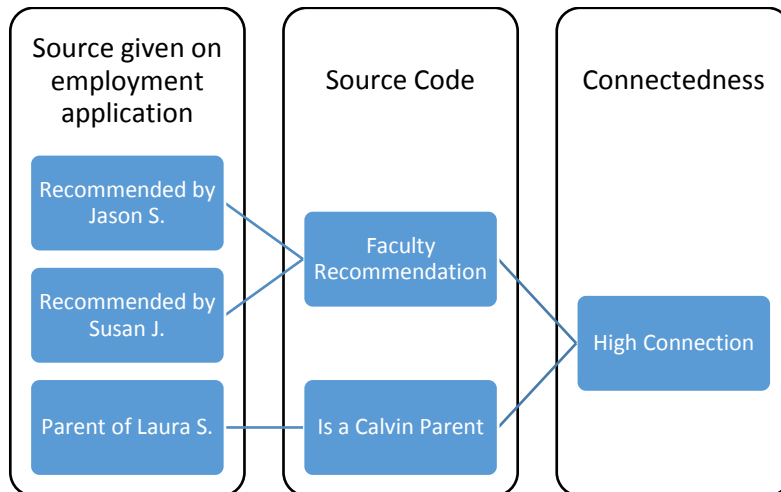 Source given on
employment
application
Recommended by
Jason S.
Recommended by
Susan J.
Parent of Laura S.
Source Code
Faculty
Recommendation
Is a Calvin Parent
Connectedness
High Connection